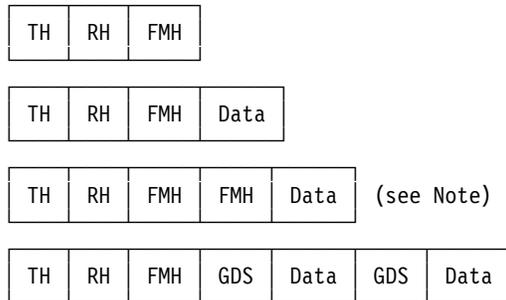 TH RH FMH
TH RH FMH Data
TH RH FMH FMH Data (see Note)
TH RH FMH GDS Data GDS Data